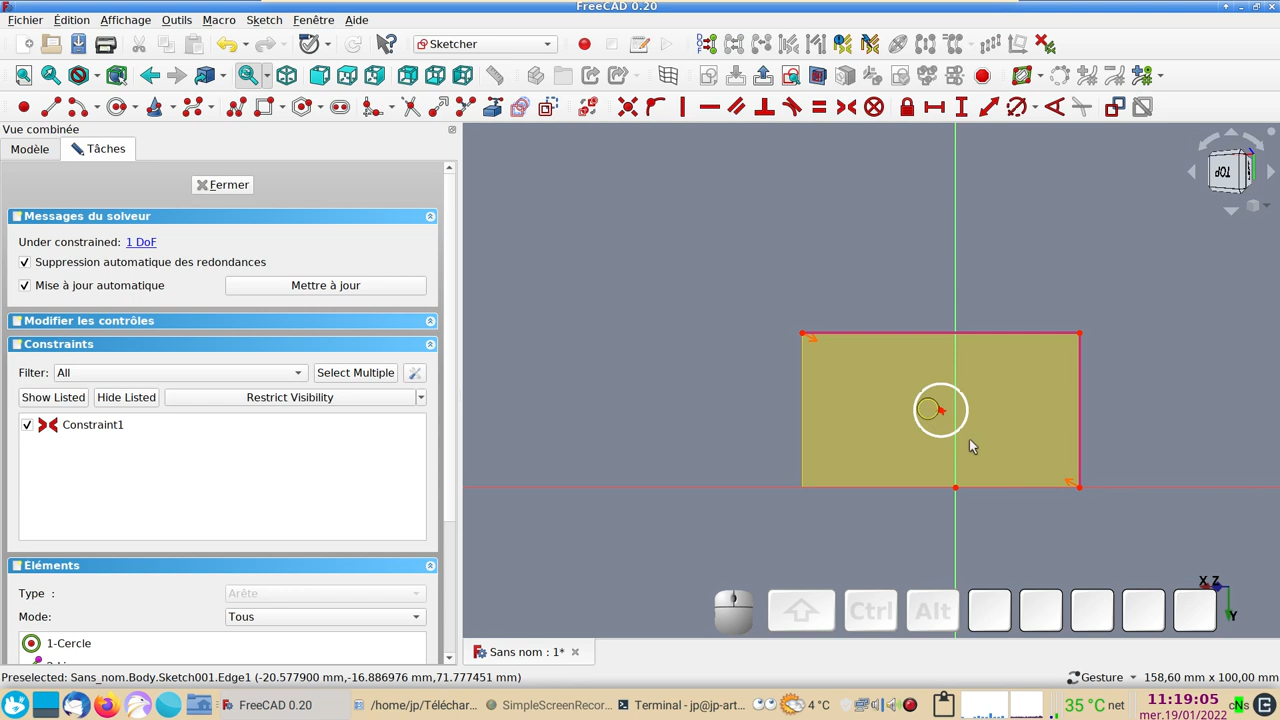 FreeCAD 0.20
Fichier Édition Affichage Outils Macro Sketch Fenêtre Aide
Sketcher
Vue combinée
Modèle Tâches
Fermer
Messages du solveur
Under constrained: 1 DoF
Suppression automatique des redondances
Mise à jour automatique Mettre à jour
Modifier les contrôles
Constraints
Filter: All Select Multiple
Show Listed Hide Listed Restrict Visibility
Constraint1
Eléments
Type : Arête
Mode: Tous
1-Cercle
TOP
X Z
Y
Ctrl Alt
Sans nom : 1*
Preselected: Sans_nom.Body.Sketch001.Edge1 (-20.577900 mm,-16.886976 mm,71.777451 mm) Gesture 158,60 mm x 100,00 mm
FreeCAD 0.20 /home/jp/Téléchar SimpleScreenRecor... Terminal - jp@jp-art... 4 °C 35 °C net 11:19:05
mer.19/01/2022